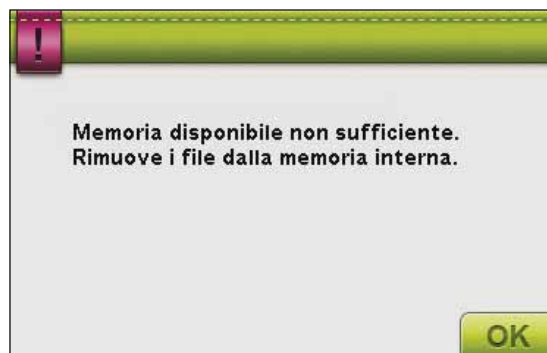 !
Memoria disponibile non sufficiente.
Rimuove i file dalla memoria interna.
OK